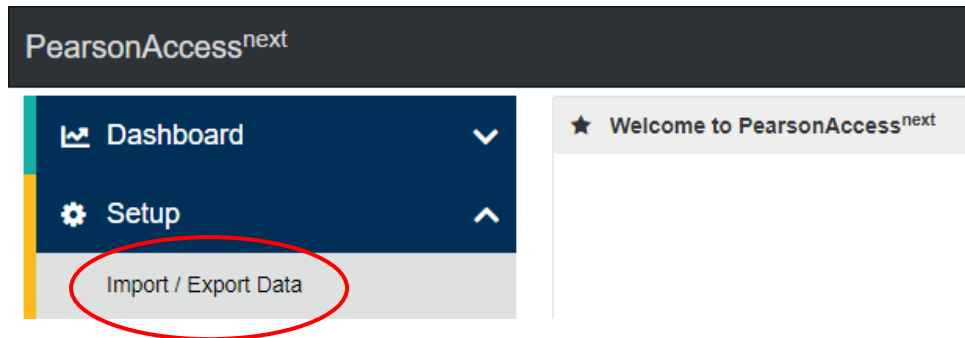 PearsonAccessnext
Dashboard
Welcome to PearsonAccessnext
Setup
Import / Export Data